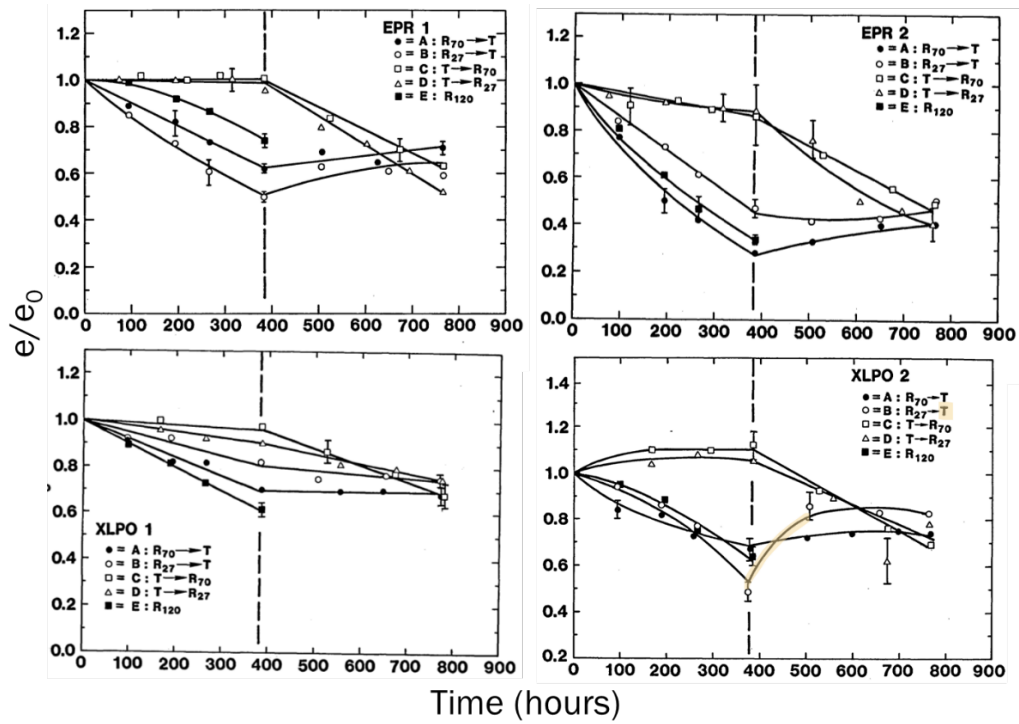 EPR 1
● = A : R70 → T
○ = B : R27 → T
□ = C : T → R70
△ = D : T → R27
■ = E : R120
1.2
1.0
0.8
0.6
0.4
0.2
0.0
0 100 200 300 400 500 600 700 800 900
EPR 2
● = A : R70 → T
○ = B : R27 → T
□ = C : T → R70
△ = D : T → R27
■ = E : R120
1.2
1.0
0.8
0.6
0.4
0.2
0.0
0 100 200 300 400 500 600 700 800 900
e/e0
XLPO 1
● = A : R70 → T
○ = B : R27 → T
□ = C : T → R70
△ = D : T → R27
■ = E : R120
1.2
1.0
0.8
0.6
0.4
0.2
0.0
0 100 200 300 400 500 600 700 800 900
XLPO 2
● = A : R70 → T
○ = B : R27 → T
□ = C : T → R70
△ = D : T → R27
■ = E : R120
1.4
1.2
1.0
0.8
0.6
0.4
0.2
0 100 200 300 400 500 600 700 800 900
Time (hours)